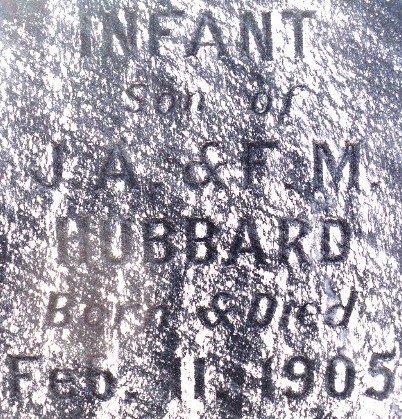 INFANT
Son of
J.A. & F.M.
HUBBARD
Born & Died
Feb. 11, 1905